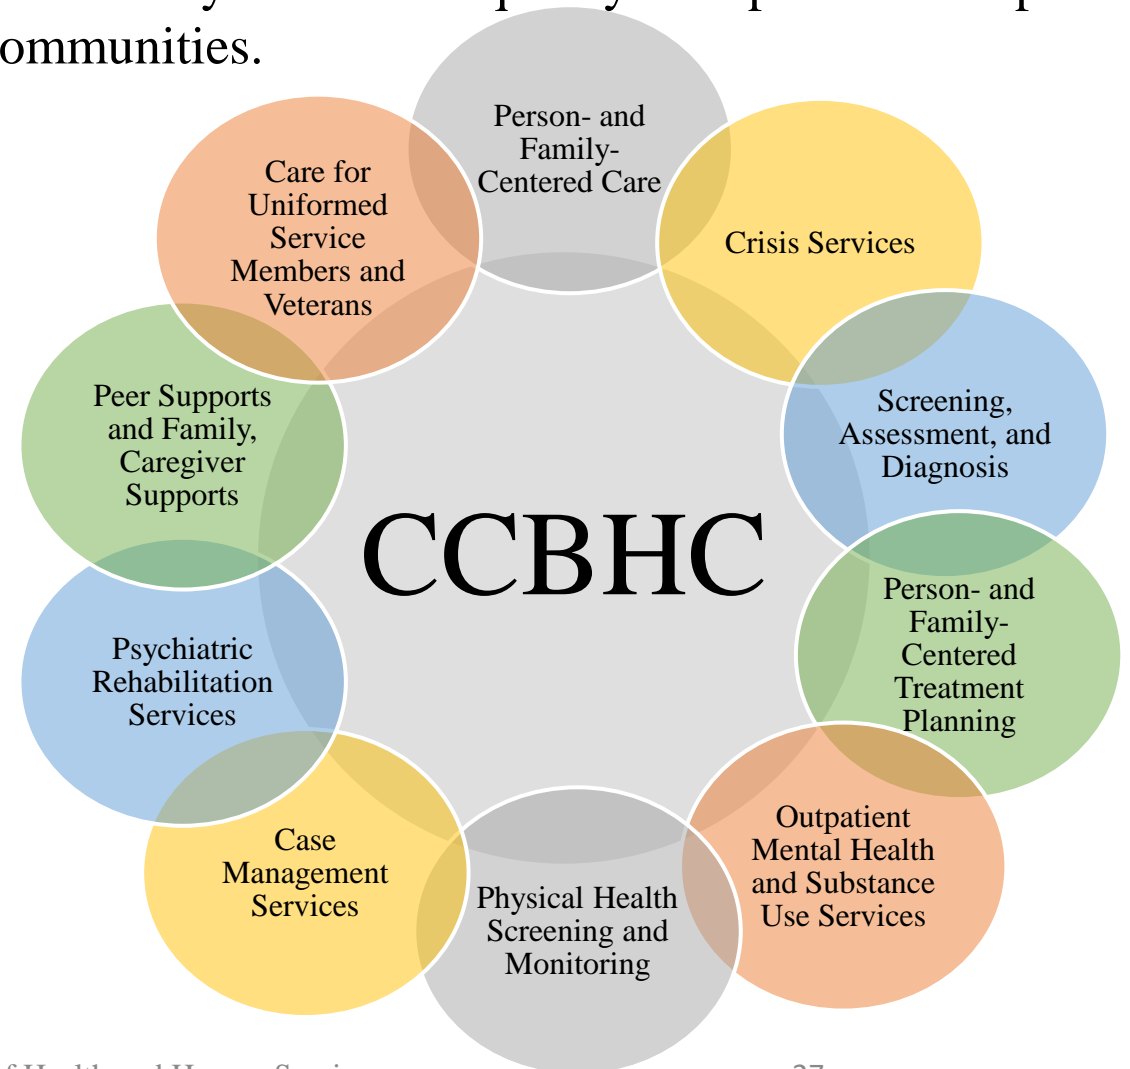 ommunities.
Person- and
Family-
Centered Care
Crisis Services
Screening,
Assessment, and
Diagnosis
Person- and
Family-
Centered
Treatment
Planning
Outpatient
Mental Health
and Substance
Use Services
Physical Health
Screening and
Monitoring
Case
Management
Services
Psychiatric
Rehabilitation
Services
Peer Supports
and Family,
Caregiver
Supports
Care for
Uniformed
Service
Members and
Veterans
CCBHC